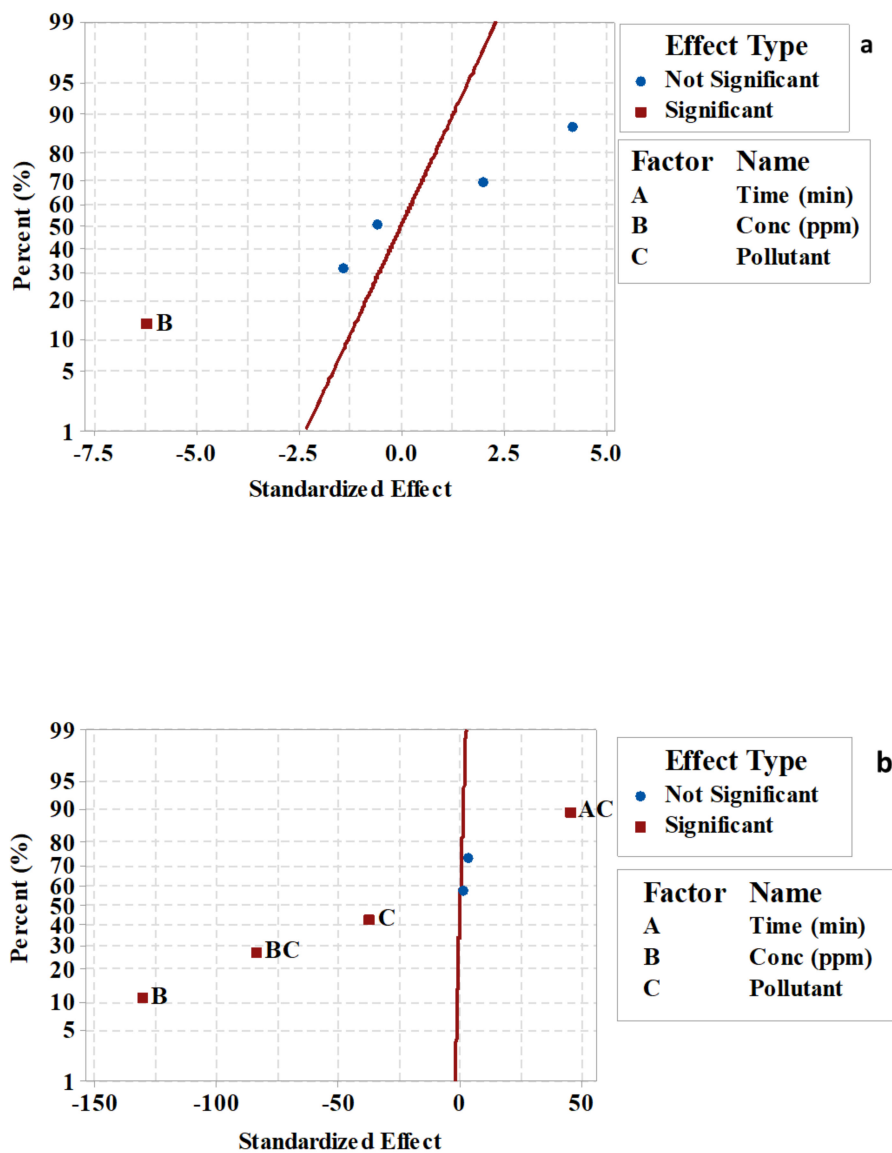 99
95
90
80
70
60
50
40
30
20
10
5
1
Percent (%)
B
-7.5 -5.0 -2.5 0.0 2.5 5.0
Standardized Effect
Effect Type
Not Significant
Significant
a
Factor Name
A Time (min)
B Conc (ppm)
C Pollutant
99
95
90
80
70
60
50
40
30
20
10
5
1
Percent (%)
AC
C
BC
B
-150 -100 -50 0 50
Standardized Effect
Effect Type
Not Significant
Significant
b
Factor Name
A Time (min)
B Conc (ppm)
C Pollutant